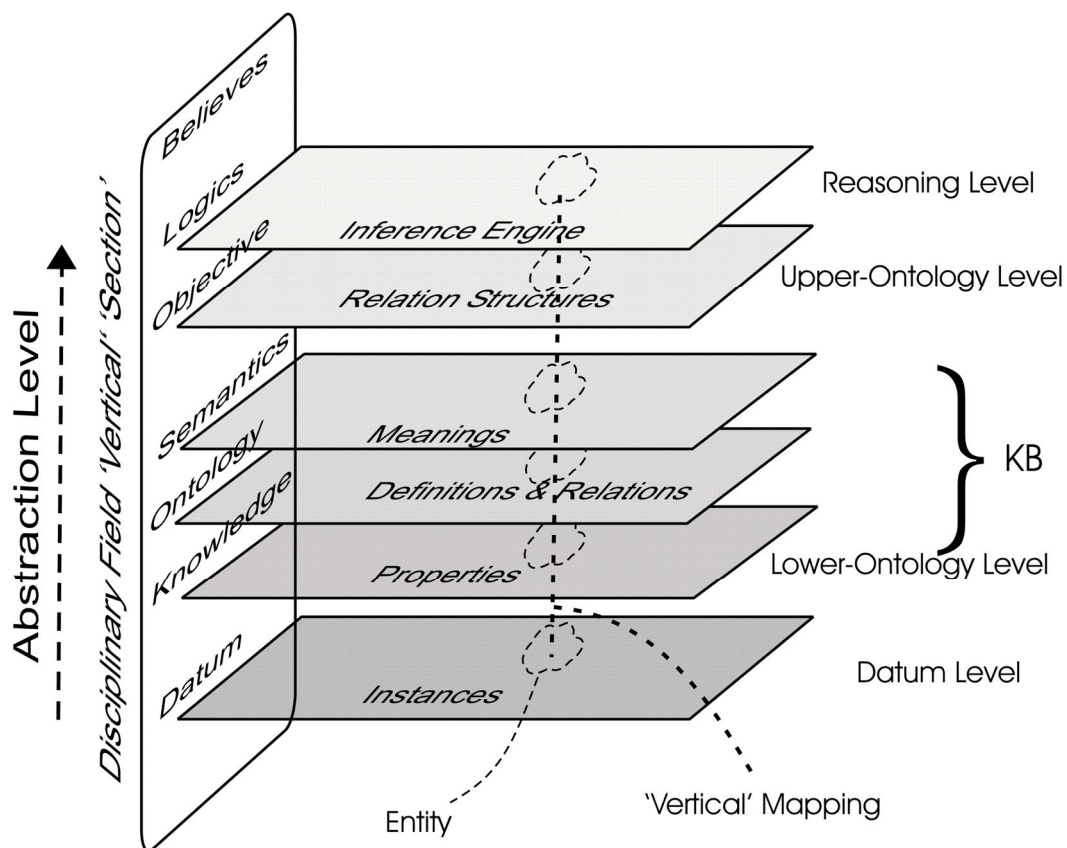 Believes
Logics
Inference Engine
Reasoning Level
Objective
Relation Structures
Upper-Ontology Level
Semantics
Meanings
Ontology
Definitions & Relations
KB
Knowledge
Properties
Lower-Ontology Level
Datum
Instances
Datum Level
Abstraction Level
Disciplinary Field 'Vertical' 'Section'
Entity
'Vertical' Mapping